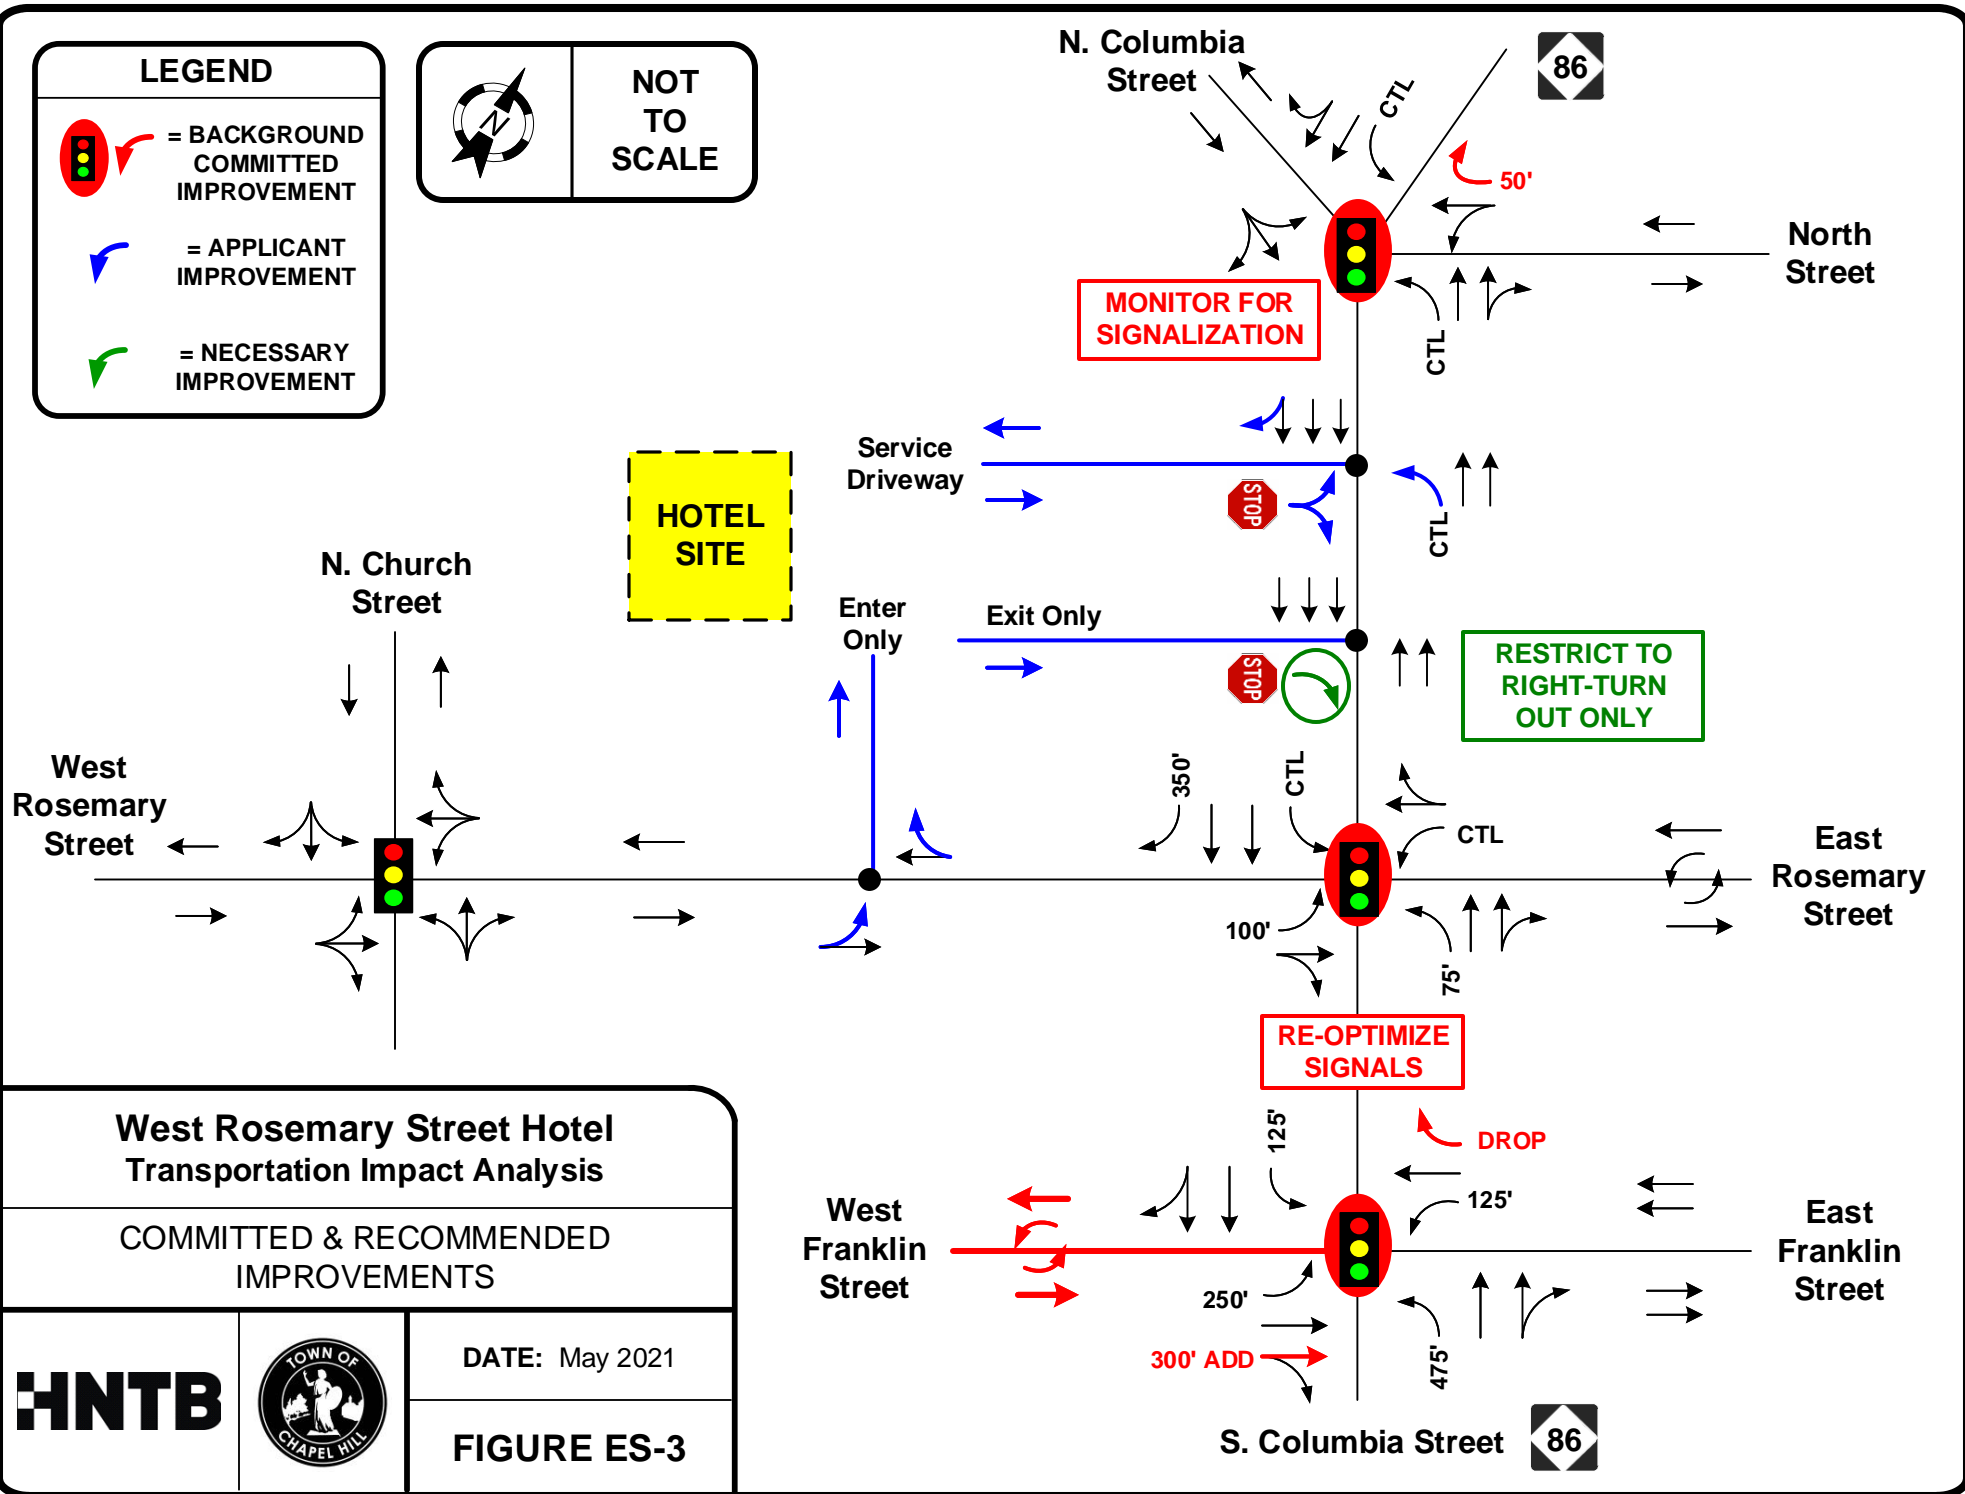 LEGEND
= BACKGROUND
COMMITTED
IMPROVEMENT
= APPLICANT
IMPROVEMENT
= NECESSARY
IMPROVEMENT
N
NOT
TO
SCALE
N. Columbia
Street
86
CTL
50'
North
Street
MONITOR FOR
SIGNALIZATION
CTL
Service
Driveway
STOP
CTL
HOTEL
SITE
N. Church
Street
Enter
Only
Exit Only
STOP
RESTRICT TO
RIGHT-TURN
OUT ONLY
West
Rosemary
Street
350'
CTL
CTL
East
Rosemary
Street
100'
75'
RE-OPTIMIZE
SIGNALS
125'
DROP
West
Franklin
Street
125'
East
Franklin
Street
250'
300' ADD
475'
S. Columbia Street
86
West Rosemary Street Hotel
Transportation Impact Analysis
COMMITTED & RECOMMENDED
IMPROVEMENTS
HNTB
TOWN OF
CHAPEL HILL
DATE: May 2021
FIGURE ES-3